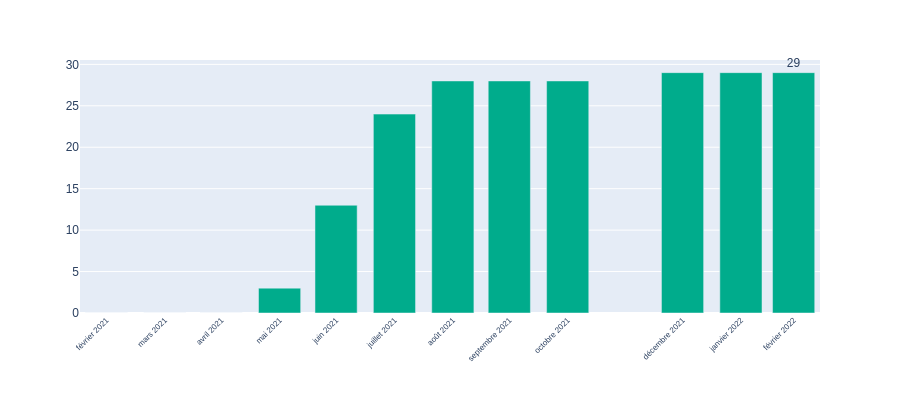 29
30
25
20
15
10
5
0
février 2021
mars 2021
avril 2021
mai 2021
juin 2021
juillet 2021
août 2021
septembre 2021
octobre 2021
décembre 2021
janvier 2022
février 2022